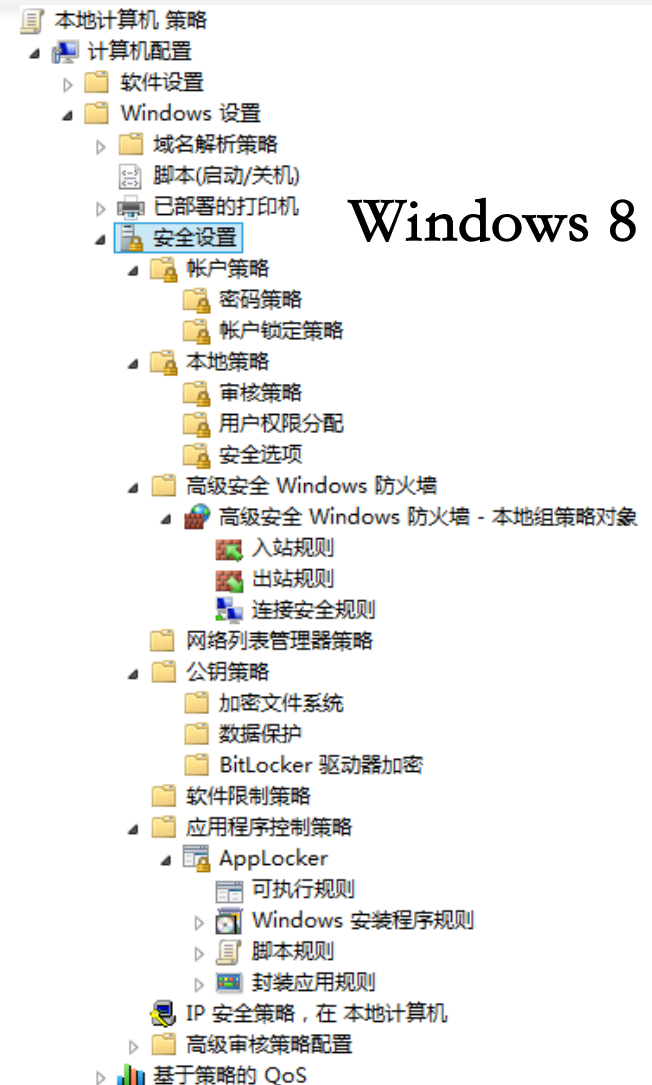 本地计算机 策略
计算机配置
软件设置
Windows 设置
域名解析策略
脚本(启动/关机)
已部署的打印机
Windows 8
安全设置
帐户策略
密码策略
帐户锁定策略
本地策略
审核策略
用户权限分配
安全选项
高级安全 Windows 防火墙
高级安全 Windows 防火墙 - 本地组策略对象
入站规则
出站规则
连接安全规则
网络列表管理器策略
公钥策略
加密文件系统
数据保护
BitLocker 驱动器加密
软件限制策略
应用程序控制策略
AppLocker
可执行规则
Windows 安装程序规则
脚本规则
封装应用规则
IP 安全策略，在 本地计算机
高级审核策略配置
基于策略的 QoS